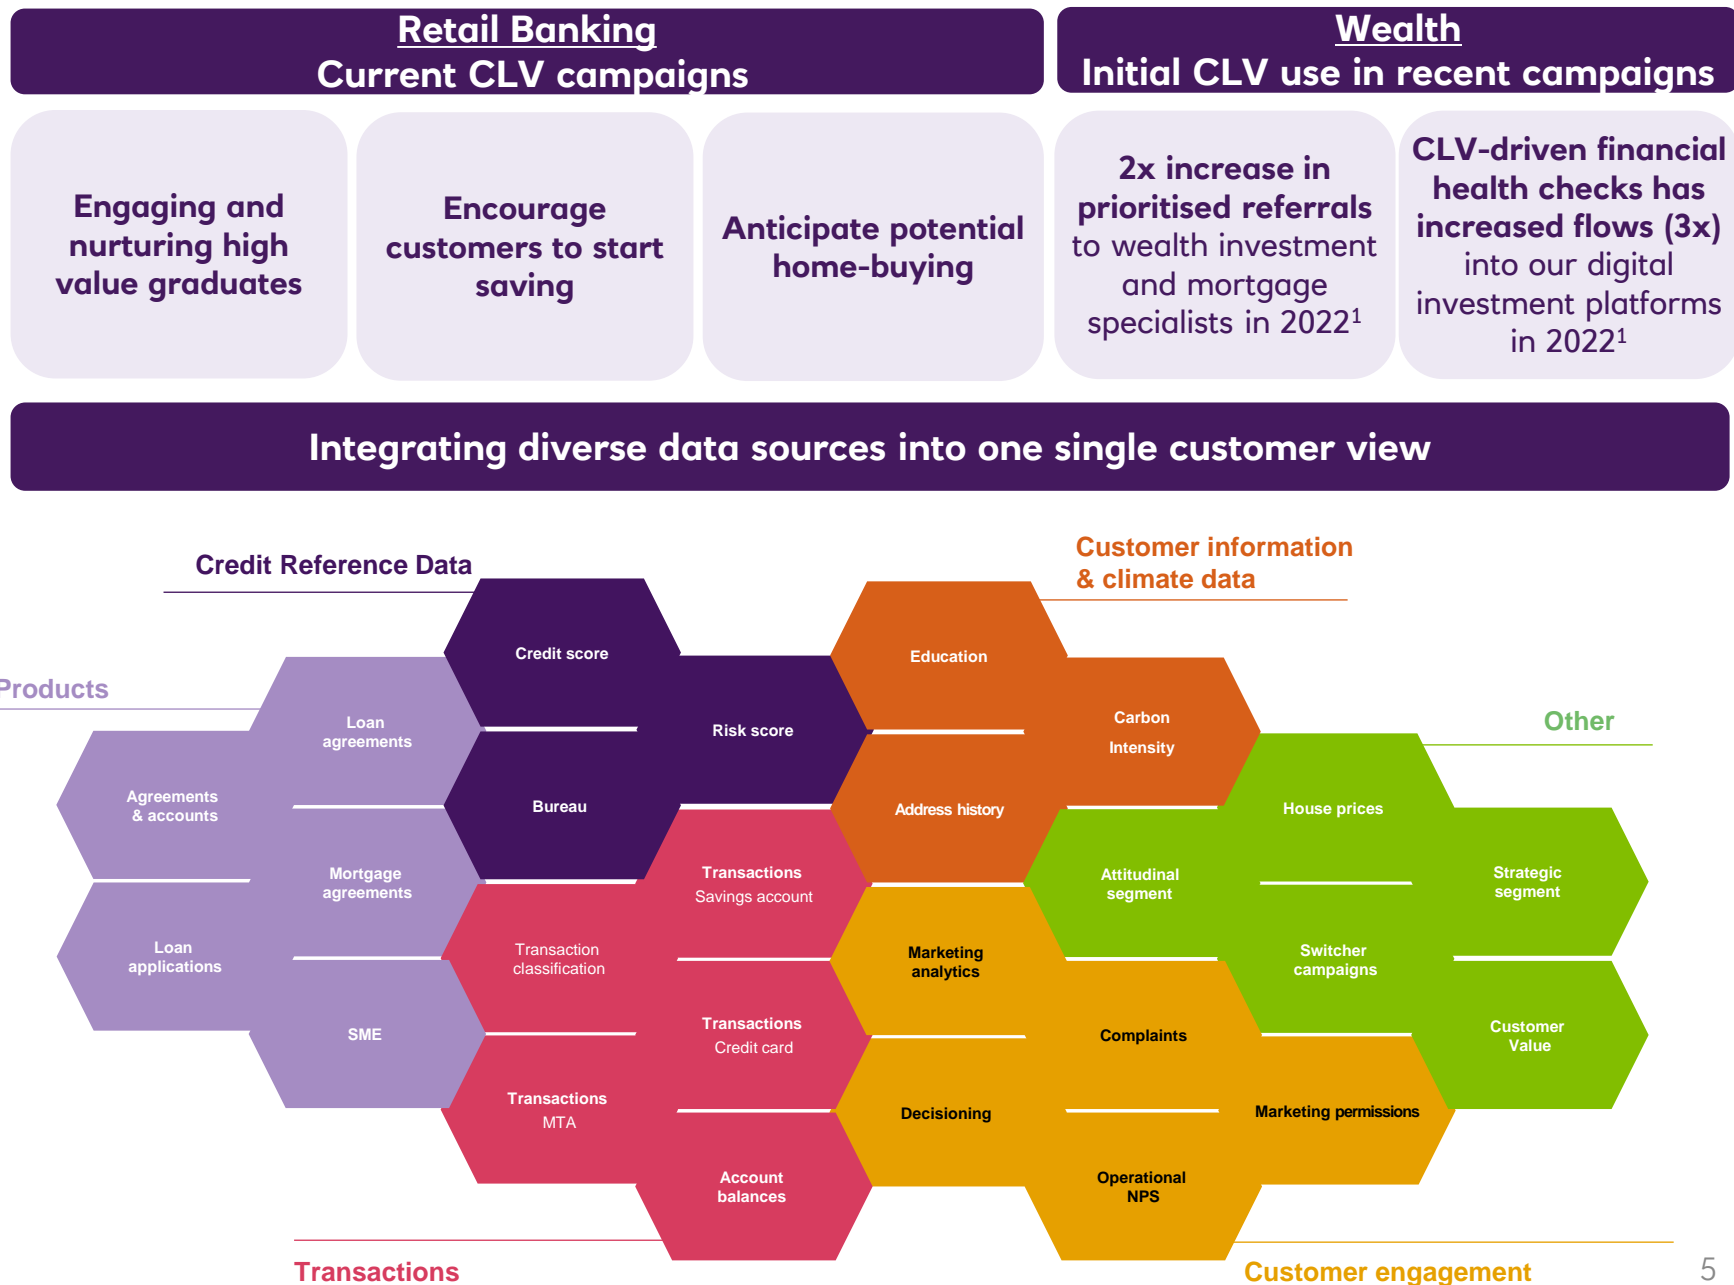 Retail Banking
Current CLV campaigns
Wealth
Initial CLV use in recent campaigns
Engaging and
nurturing high
value graduates
Encourage
customers to start
saving
Anticipate potential
home-buying
2x increase in
prioritised referrals
to wealth investment
and mortgage
specialists in 2022¹
CLV-driven financial
health checks has
increased flows (3x)
into our digital
investment platforms
in 2022¹
Integrating diverse data sources into one single customer view
Credit Reference Data
Customer information
& climate data
Products
Other
Credit score
Risk score
Bureau
Education
Carbon
Intensity
Address history
Loan
agreements
Agreements
& accounts
Mortgage
agreements
Loan
applications
SME
House prices
Attitudinal
segment
Strategic
segment
Switcher
campaigns
Customer
Value
Transactions
Savings account
Transaction
classification
Transactions
Credit card
Transactions
MTA
Account
balances
Marketing
analytics
Complaints
Decisioning
Marketing permissions
Operational
NPS
Transactions
Customer engagement
5